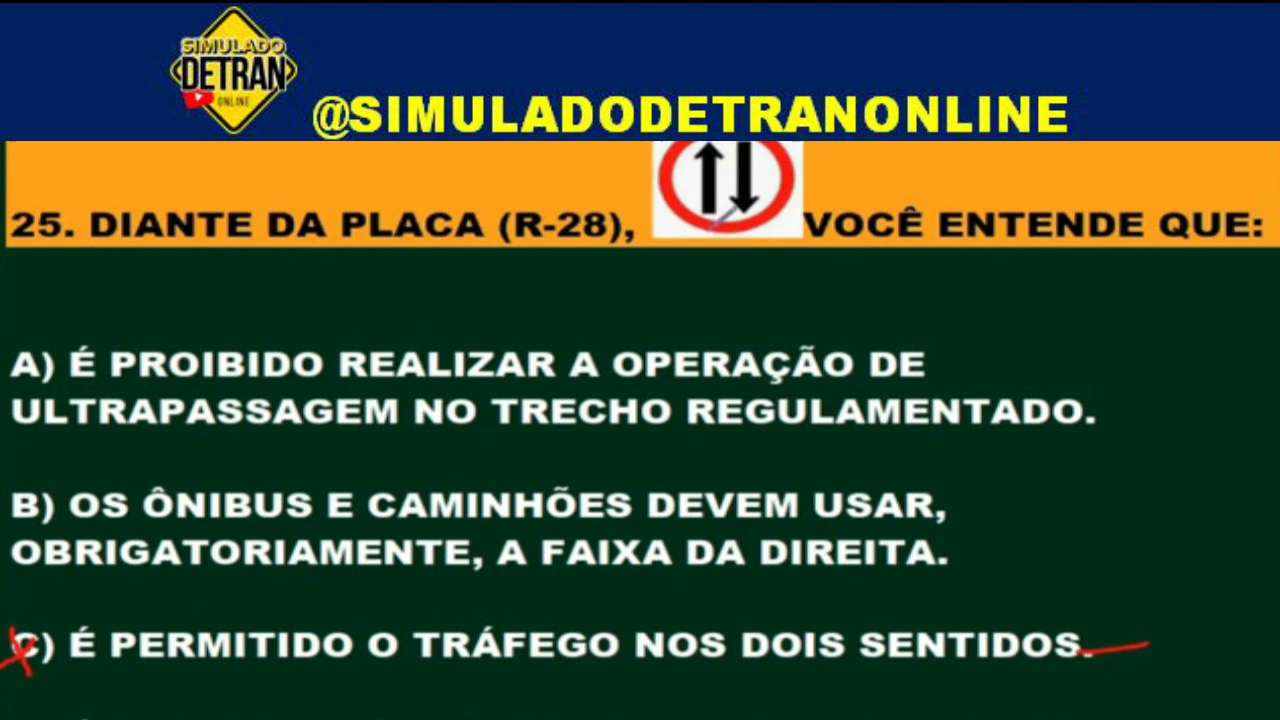 SIMULADO
DETRAN
ONLINE
@SIMULADODETRANONLINE
25. DIANTE DA PLACA (R-28), VOCÊ ENTENDE QUE:
A) É PROIBIDO REALIZAR A OPERAÇÃO DE
ULTRAPASSAGEM NO TRECHO REGULAMENTADO.
B) OS ÔNIBUS E CAMINHÕES DEVEM USAR,
OBRIGATORIAMENTE, A FAIXA DA DIREITA.
C) É PERMITIDO O TRÁFEGO NOS DOIS SENTIDOS.